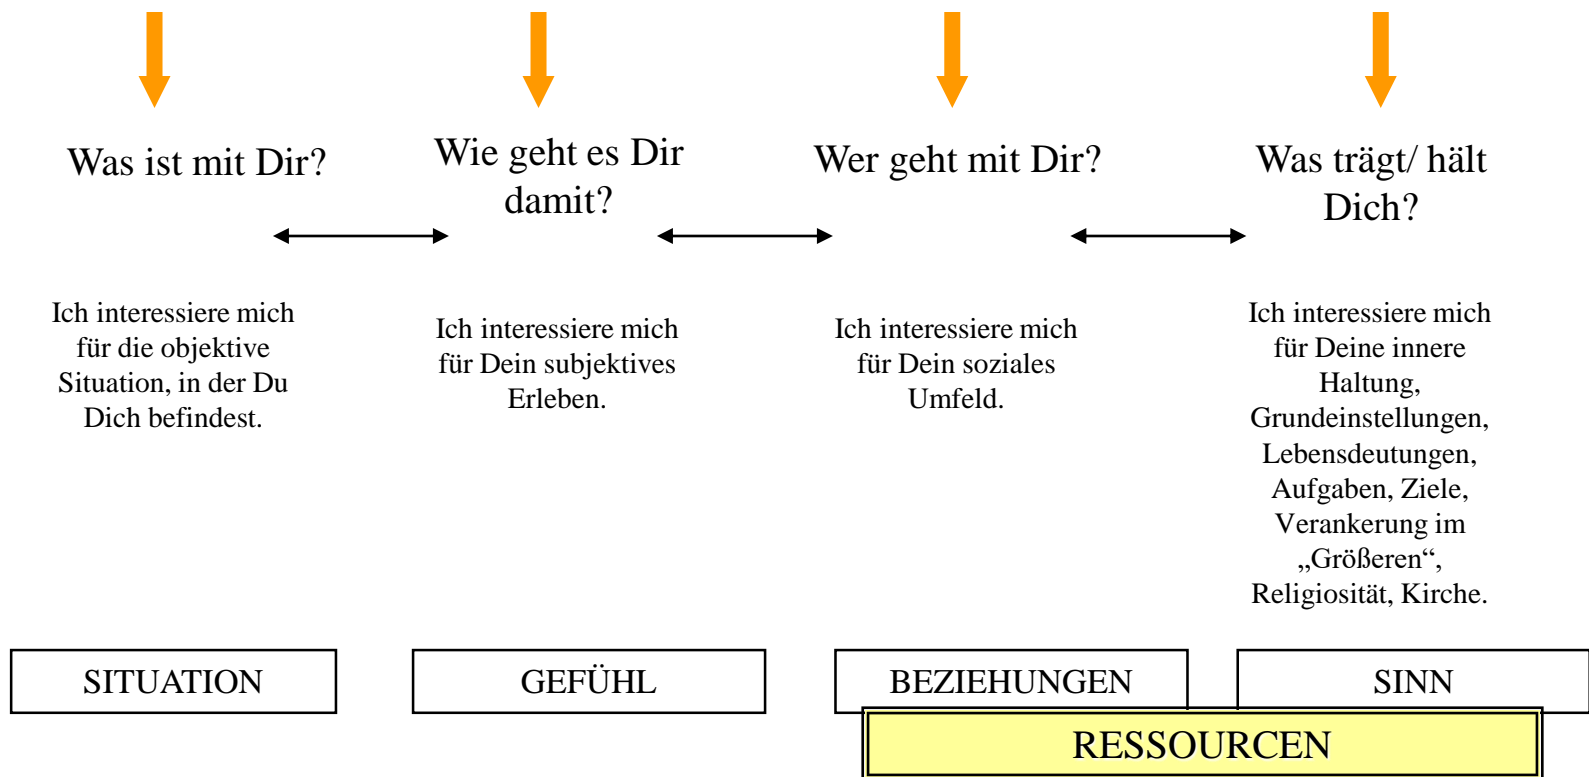 Was ist mit Dir?
Wie geht es Dir
damit?
Wer geht mit Dir?
Was trägt/ hält
Dich?
Ich interessiere mich
für die objektive
Situation, in der Du
Dich befindest.
Ich interessiere mich
für Dein subjektives
Erleben.
Ich interessiere mich
für Dein soziales
Umfeld.
Ich interessiere mich
für Deine innere
Haltung,
Grundeinstellungen,
Lebensdeutungen,
Aufgaben, Ziele,
Verankerung im
„Größeren“,
Religiosität, Kirche.
SITUATION
GEFÜHL
BEZIEHUNGEN
SINN
RESSOURCEN